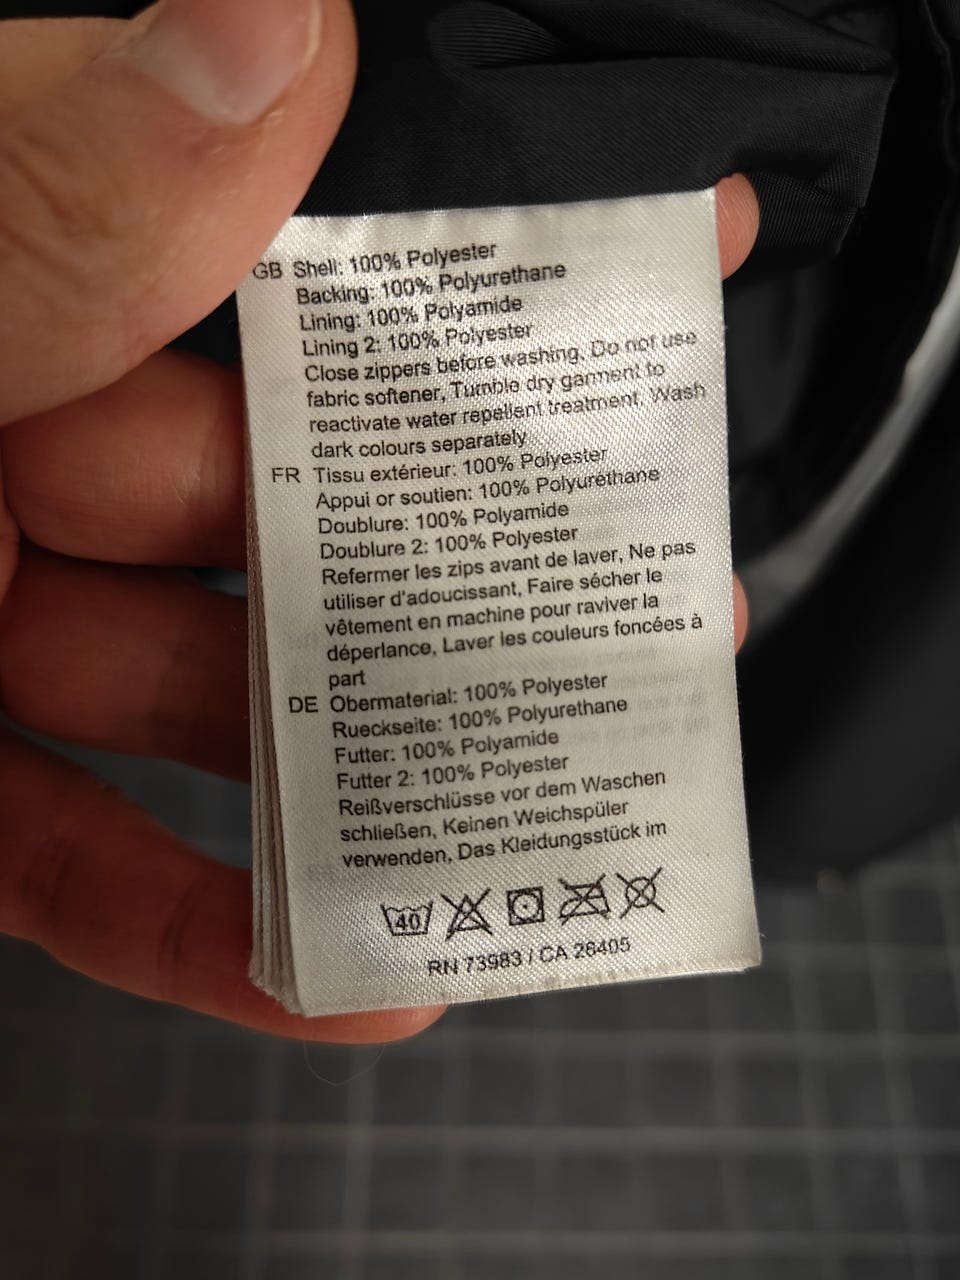 GB Shell: 100% Polyester
Backing: 100% Polyurethane
Lining: 100% Polyamide
Lining 2: 100% Polyester
Close zippers before washing, Do not use
fabric softener, Tumble dry garment to
reactivate water repellent treatment, Wash
dark colours separately
FR Tissu extérieur: 100% Polyester
Appui or soutien: 100% Polyuréthane
Doublure: 100% Polyamide
Doublure 2: 100% Polyester
Refermer les zips avant de laver, Ne pas
utiliser d'adoucissant, Faire sécher le
vêtement en machine pour raviver la
déperlance, Laver les couleurs foncées à
part
DE Obermaterial: 100% Polyester
Rueckseite: 100% Polyurethane
Futter: 100% Polyamide
Futter 2: 100% Polyester
Reißverschlüsse vor dem Waschen
schließen, Keinen Weichspüler
verwenden, Das Kleidungsstück im
40
RN 73983 / CA 26405